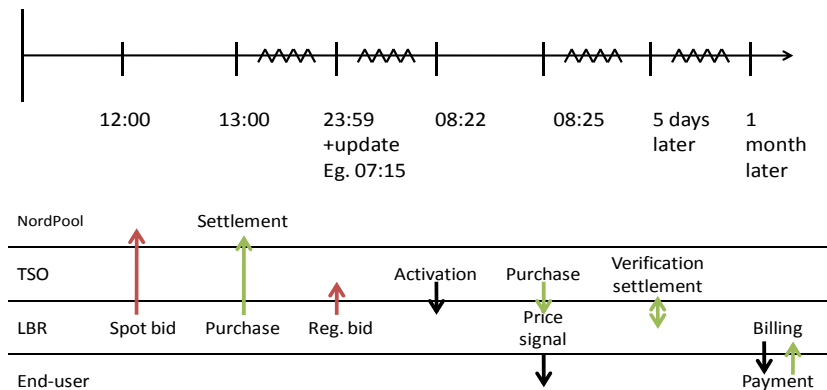 12:00
13:00
23:59
+update
Eg. 07:15
08:22
08:25
5 days
later
1
month
later
NordPool
Settlement
TSO
Activation
Purchase
Verification
settlement
LBR
Spot bid
Purchase
Reg. bid
Price
signal
Billing
End-user
Payment